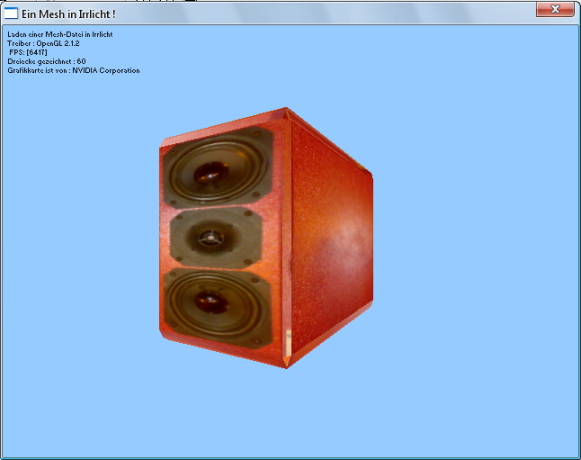 Ein Mesh in Irrlicht !
Laden einer Mesh-Datei in Irrlicht
Treiber : OpenGL 2.1.2
FPS: [6417]
Dreiecke gezeichnet : 60
Grafikkarte ist von : NVIDIA Corporation